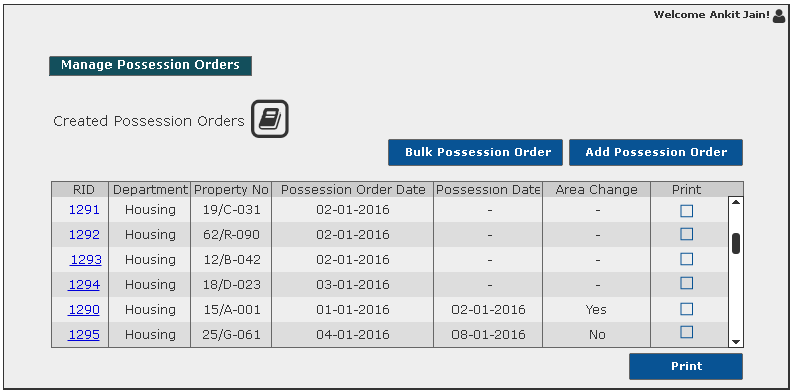 Welcome Ankit Jain!
Manage Possession Orders
Created Possession Orders
Bulk Possession Order Add Possession Order
RID Department Property No Possession Order Date Possession Date Area Change Print
1291 Housing 19/C-031 02-01-2016 - -
1292 Housing 62/R-090 02-01-2016 - -
1293 Housing 12/B-042 02-01-2016 - -
1294 Housing 18/D-023 03-01-2016 - -
1290 Housing 15/A-001 01-01-2016 02-01-2016 Yes
1295 Housing 25/G-061 04-01-2016 08-01-2016 No
Print